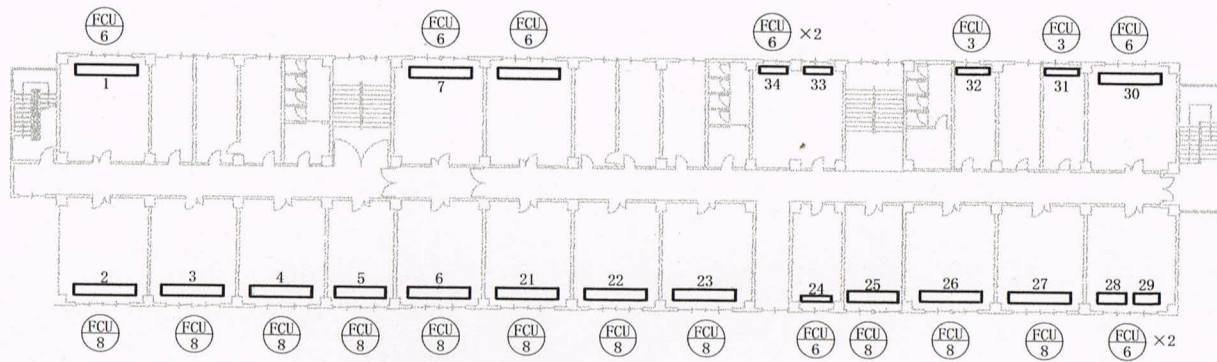 FCU FCU FCU FCU ×2 FCU FCU FCU
6 6 6 6 3 3 6
1 7 34 33 32 31 30
2 3 4 5 6 21 22 23 24 25 26 27 28 29
FCU FCU FCU FCU FCU FCU FCU FCU FCU FCU FCU FCU FCU ×2
8 8 8 8 8 8 8 8 6 8 8 8 6